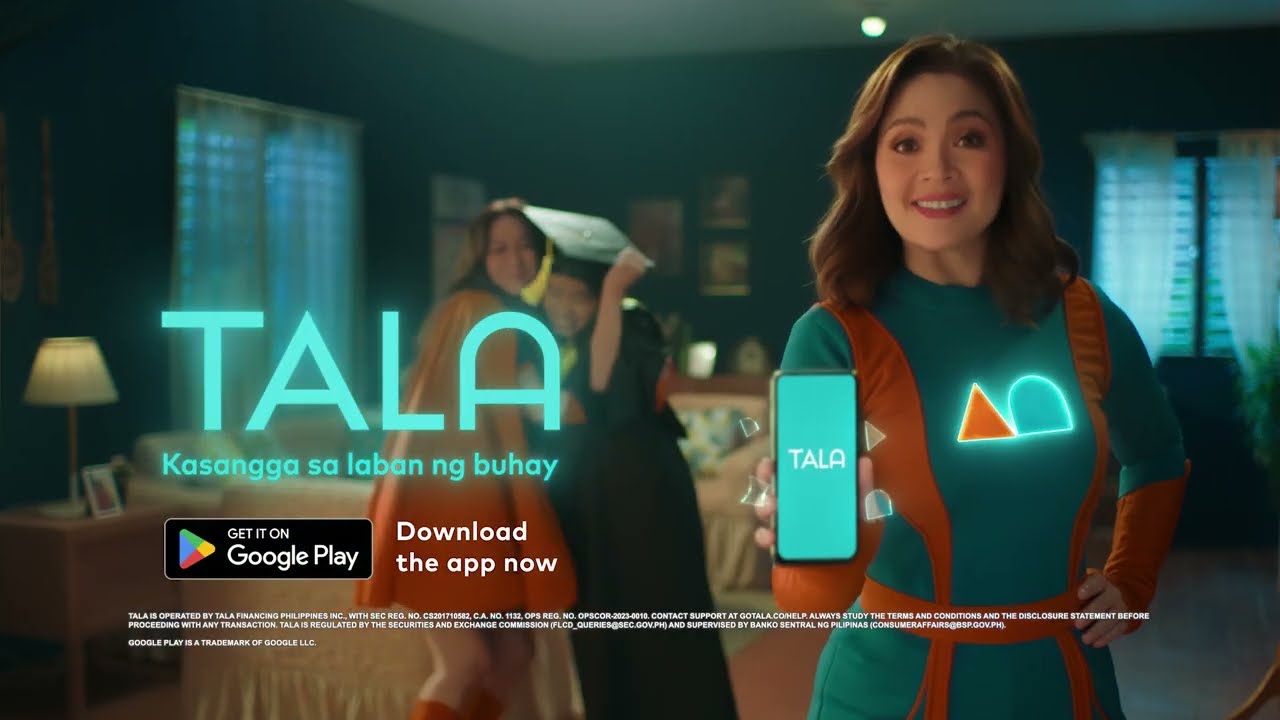 TALA
Kasangga sa laban ng buhay
GET IT ON
Google Play
Download
the app now
TALA
TALA IS OPERATED BY TALA FINANCING PHILIPPINES INC., WITH SEC REG. NO. CS201710582, C.A. NO. 1132, OPS REG. NO. OPSCOR-2023-0010. CONTACT SUPPORT AT GOTALA.CO/HELP. ALWAYS STUDY THE TERMS AND CONDITIONS AND THE DISCLOSURE STATEMENT BEFORE
PROCEEDING WITH ANY TRANSACTION. TALA IS REGULATED BY THE SECURITIES AND EXCHANGE COMMISSION (FLCD_QUERIES@SEC.GOV.PH) AND SUPERVISED BY BANKO SENTRAL NG PILIPINAS (CONSUMERAFFAIRS@BSP.GOV.PH).
GOOGLE PLAY IS A TRADEMARK OF GOOGLE LLC.